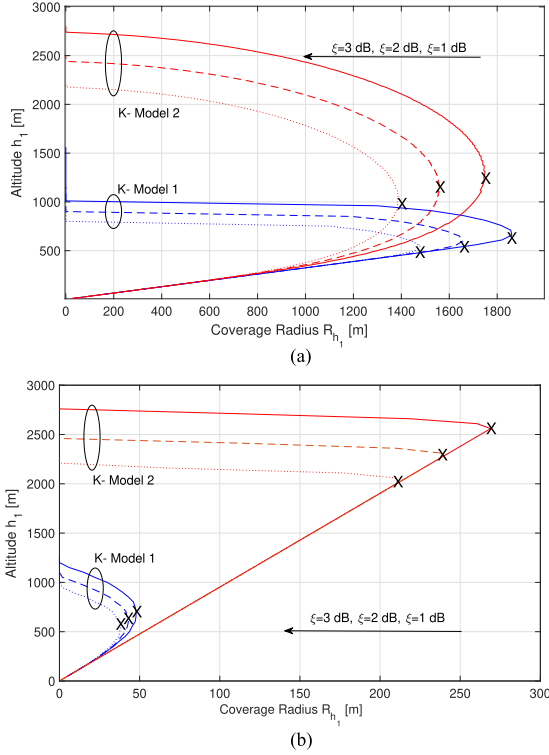 3000
2500
2000
1500
1000
500
Altitude h1 [m]
ξ=3 dB, ξ=2 dB, ξ=1 dB
K- Model 2
K- Model 1
0 200 400 600 800 1000 1200 1400 1600 1800
Coverage Radius Rh1 [m]
(a)
3000
2500
2000
1500
1000
500
0
Altitude h1 [m]
K- Model 2
K- Model 1
ξ=3 dB, ξ=2 dB, ξ=1 dB
0 50 100 150 200 250 300
Coverage Radius Rh1 [m]
(b)